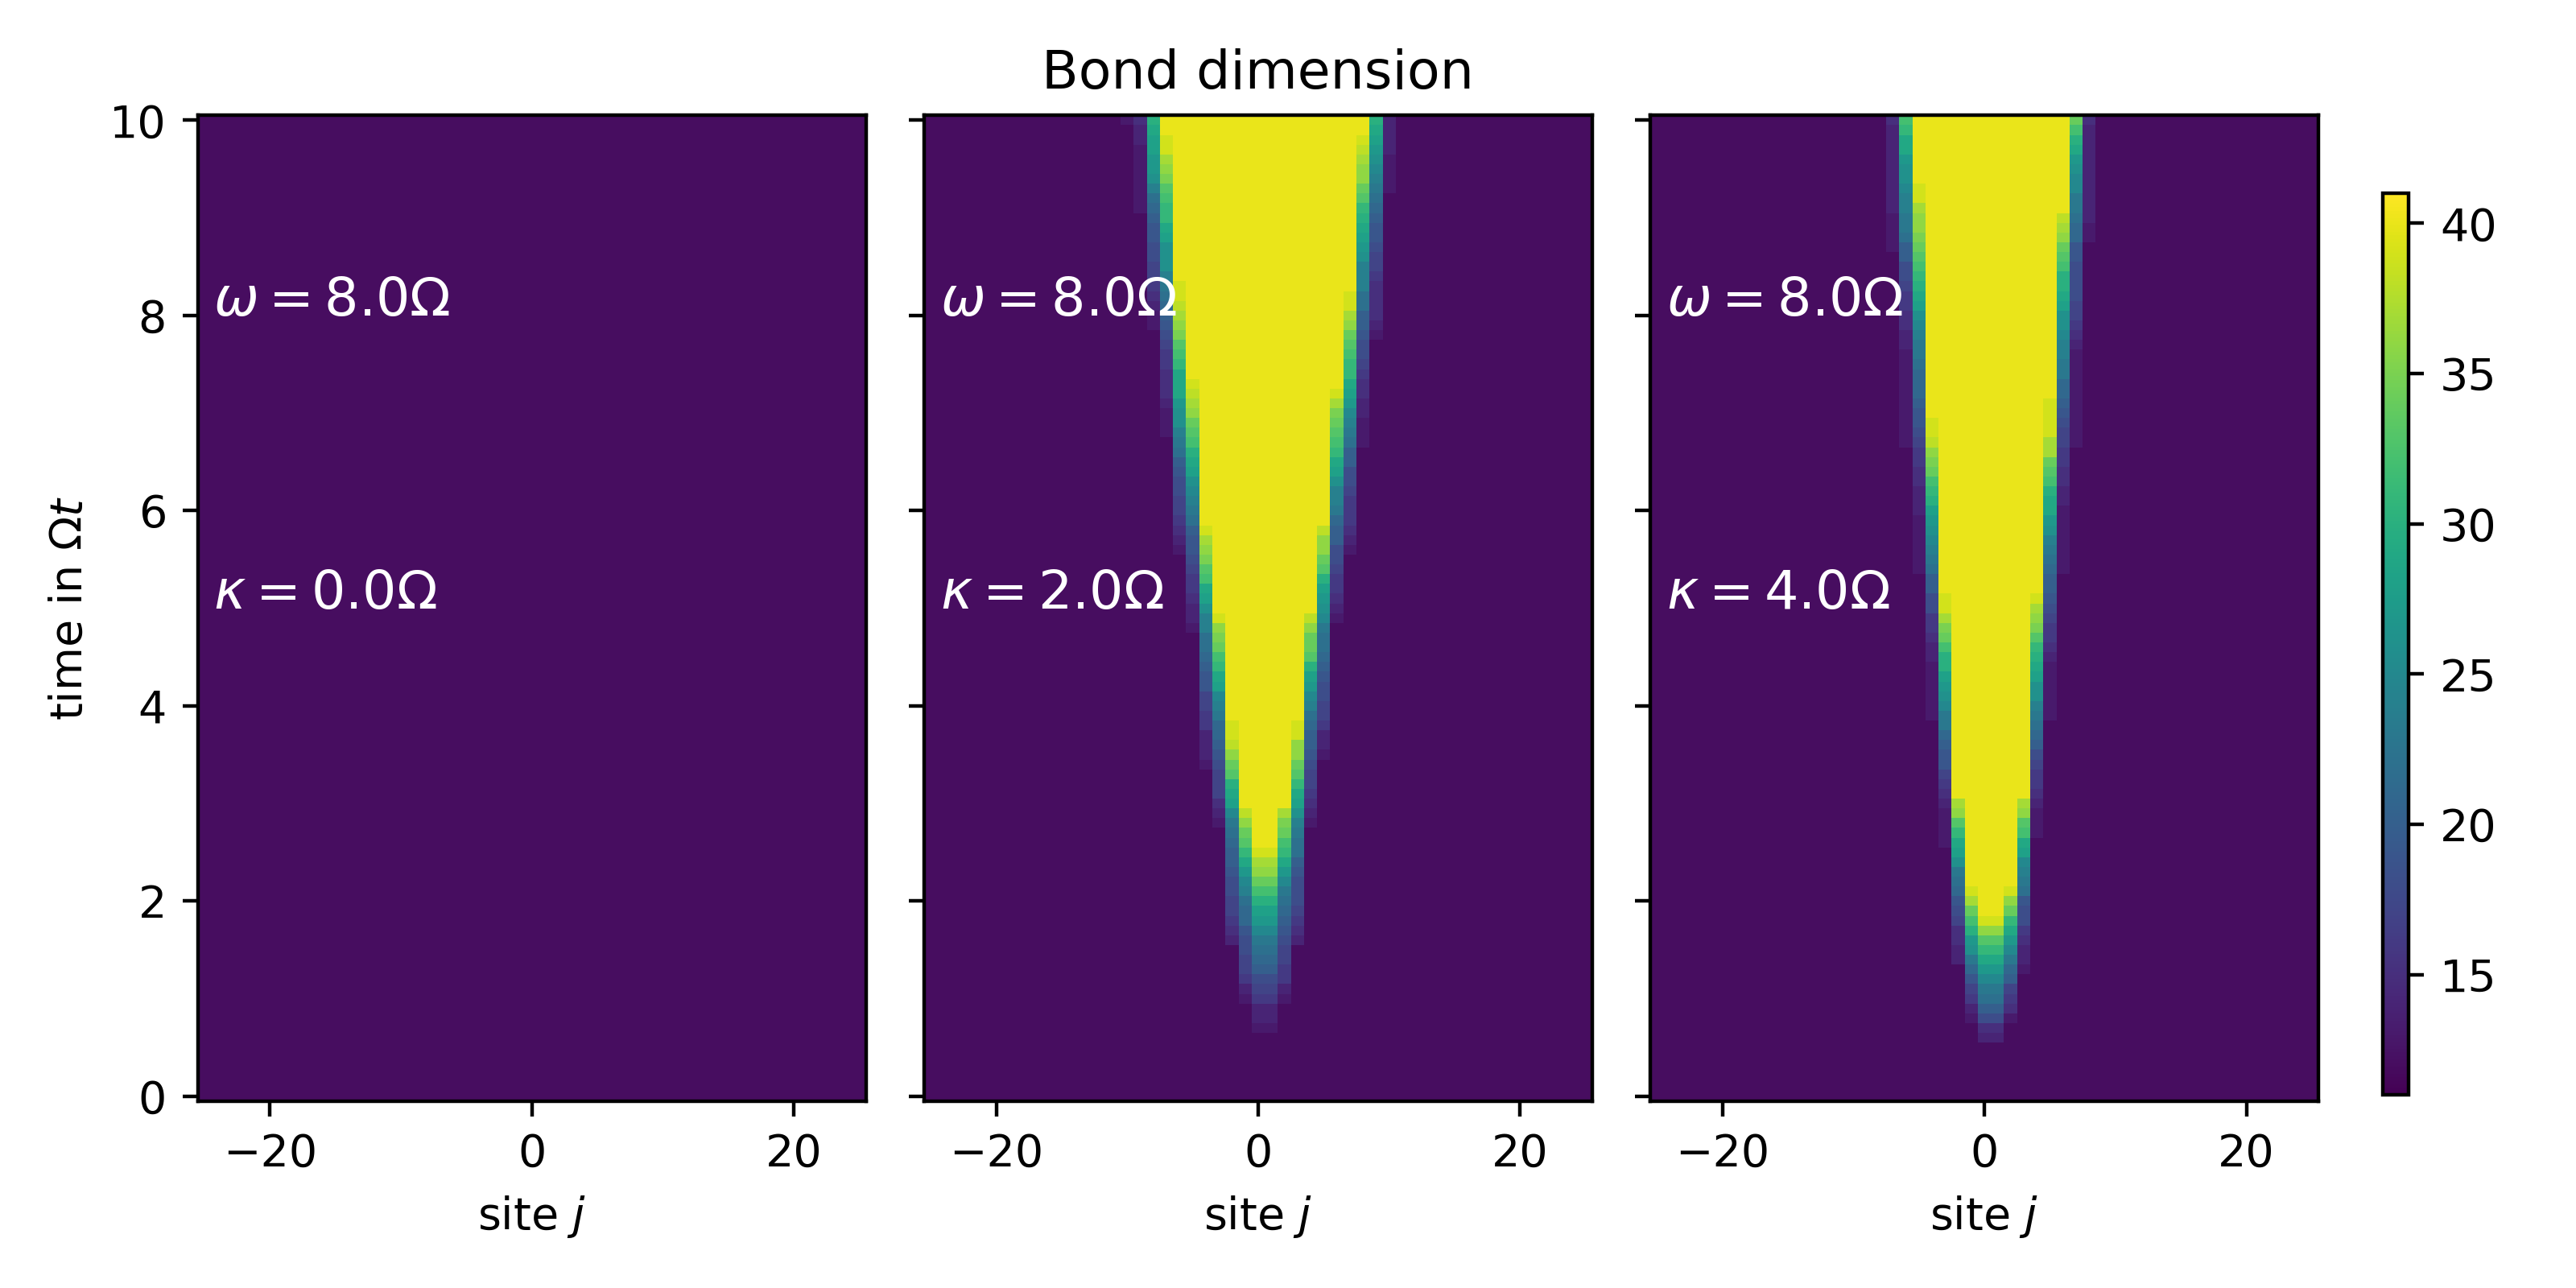 Bond dimension
10
8
6
4
2
0
time in Ωt
ω = 8.0Ω
κ = 0.0Ω
−20 0 20
site j
ω = 8.0Ω
κ = 2.0Ω
−20 0 20
site j
ω = 8.0Ω
κ = 4.0Ω
−20 0 20
site j
40
35
30
25
20
15